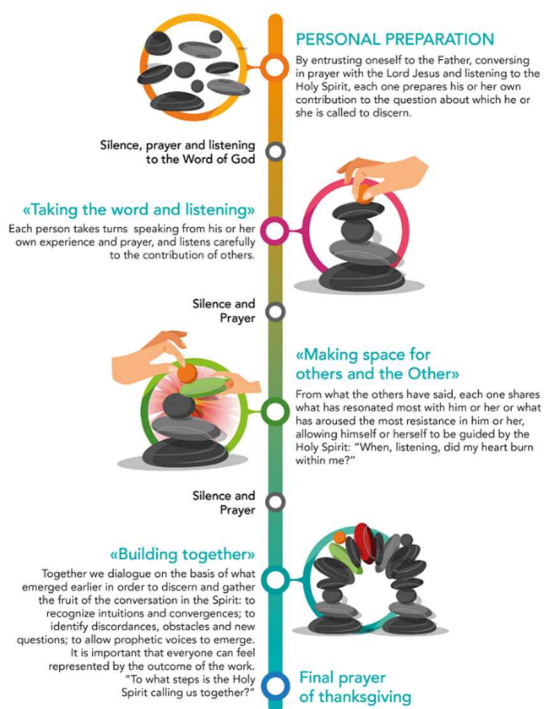 PERSONAL PREPARATION
By entrusting oneself to the Father, conversing
in prayer with the Lord Jesus and listening to the
Holy Spirit, each one prepares his or her own
contribution to the question about which he or
she is called to discern.
Silence, prayer and listening
to the Word of God
«Taking the word and listening»
Each person takes turns speaking from his or her
own experience and prayer, and listens carefully
to the contribution of others.
Silence and
Prayer
«Making space for
others and the Other»
From what the others have said, each one shares
what has resonated most with him or her or what
has aroused the most resistance in him or her,
allowing himself or herself to be guided by the
Holy Spirit: "When, listening, did my heart burn
within me?"
Silence and
Prayer
«Building together»
Together we dialogue on the basis of what
emerged earlier in order to discern and gather
the fruit of the conversation in the Spirit: to
recognize intuitions and convergences; to
identify discordances, obstacles and new
questions; to allow prophetic voices to emerge.
It is important that everyone can feel
represented by the outcome of the work.
"To what steps is the Holy
Spirit calling us together?"
Final prayer
of thanksgiving